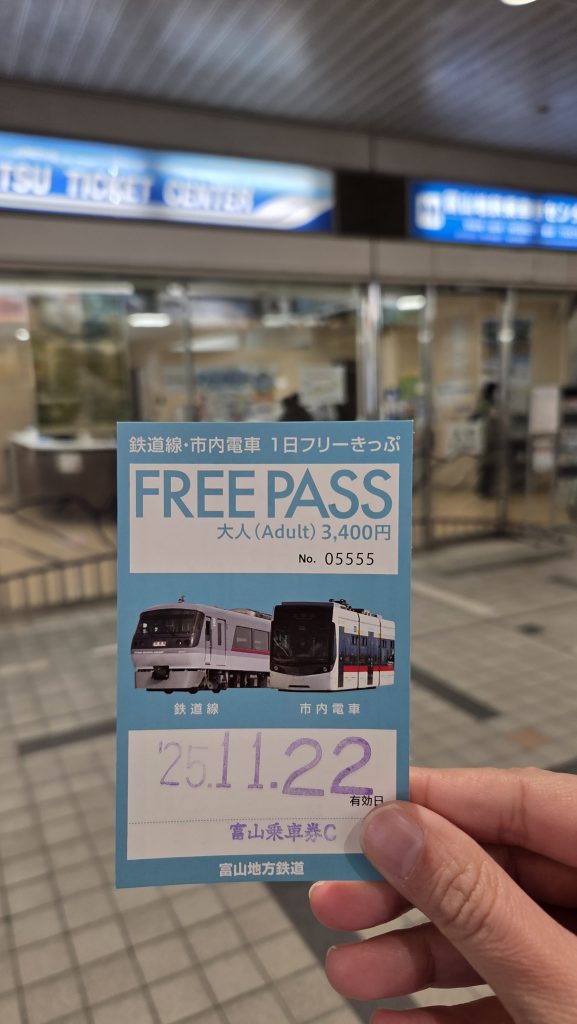 TSU TICKET CENTER
鉄道線・市内電車 1日フリーきっぷ
FREE PASS
大人(Adult) 3,400円
No. 05555
鉄道線
市内電車
'25.11.22
有効日
富山乗車券C
富山地方鉄道